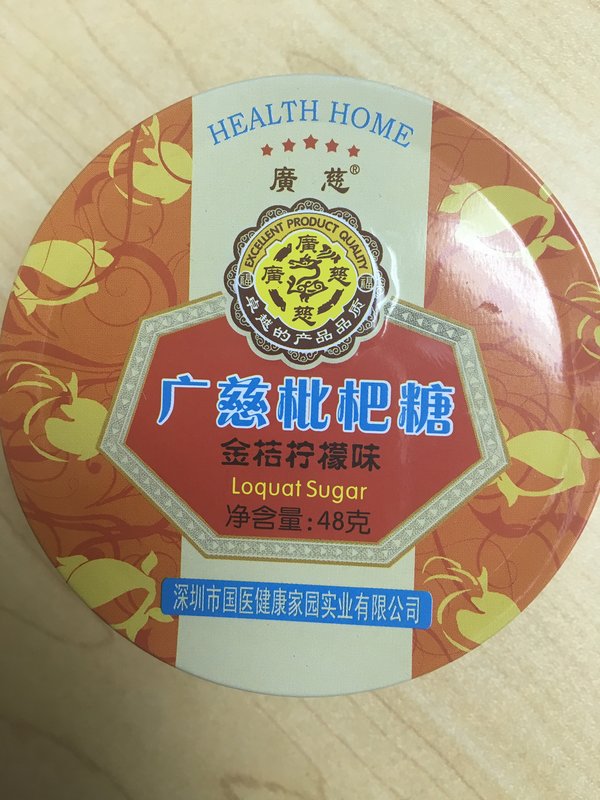 HEALTH HOME
廣慈®
EXCELLENT PRODUCT QUALITY
廣
廣 慈
慈
卓越的产品品质
广慈枇杷糖
金桔柠檬味
Loquat Sugar
净含量:48克
深圳市国医健康家园实业有限公司